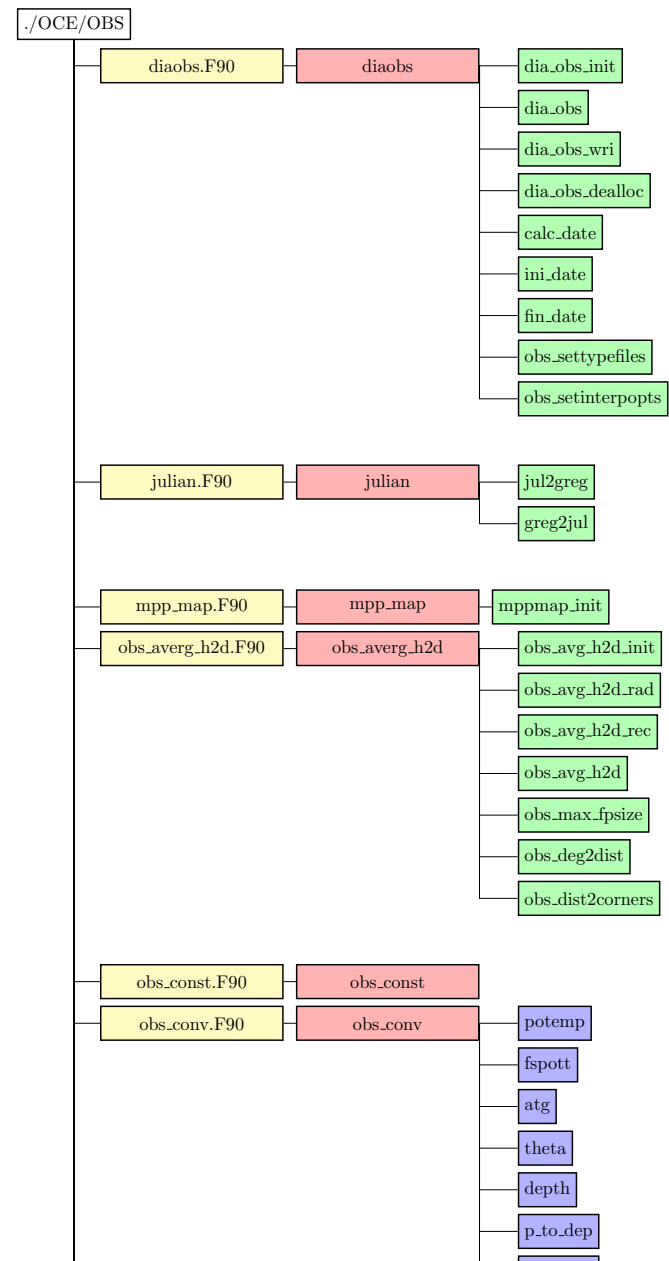 ./OCE/OBS
diaobs.F90 diaobs dia_obs_init
dia_obs
dia_obs_wri
dia_obs_dealloc
calc_date
ini_date
fin_date
obs_settypefiles
obs_setinterpopts
julian.F90 julian jul2greg
greg2jul
mpp_map.F90 mpp_map mppmap_init
obs_averg_h2d.F90 obs_averg_h2d obs_avg_h2d_init
obs_avg_h2d_rad
obs_avg_h2d_rec
obs_avg_h2d
obs_max_fpsize
obs_deg2dist
obs_dist2corners
obs_const.F90 obs_const
obs_conv.F90 obs_conv potemp
fspott
atg
theta
depth
p_to_dep